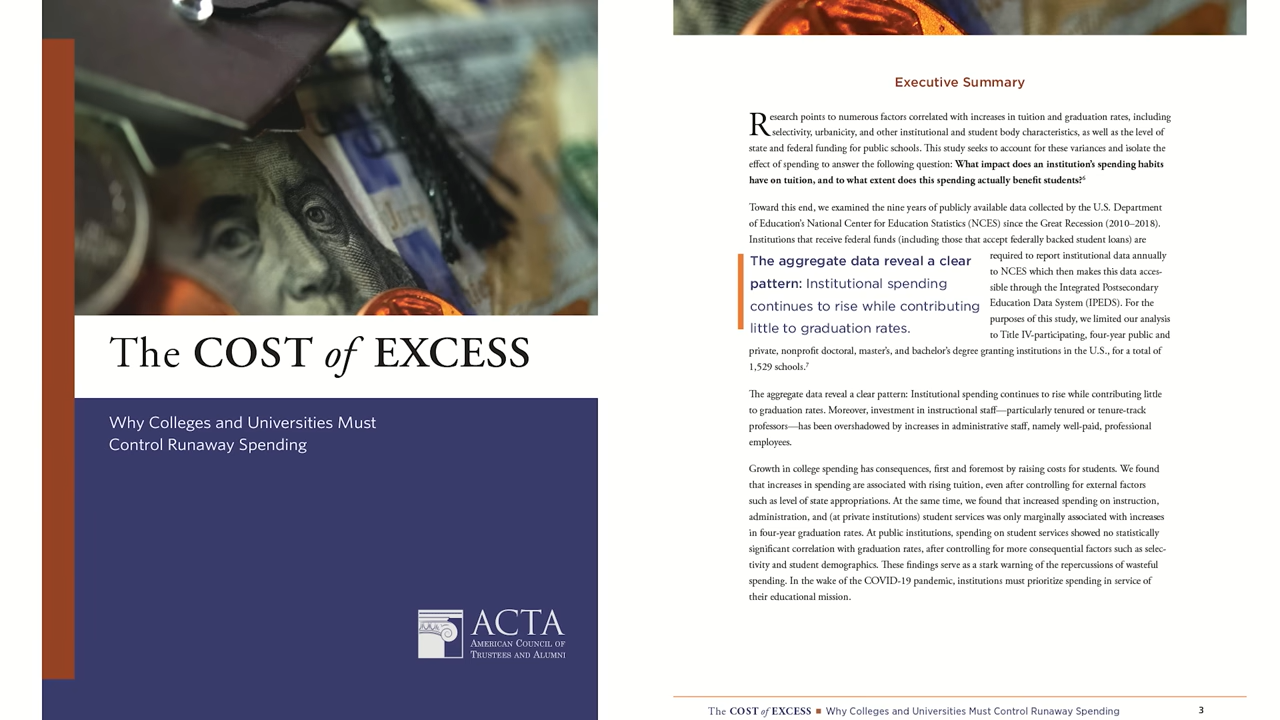 The COST of EXCESS
Why Colleges and Universities Must
Control Runaway Spending
ACTA
American Council of
Trustees and Alumni
Executive Summary
Research points to numerous factors correlated with increases in tuition and graduation rates, including
selectivity, urbanicity, and other institutional and student body characteristics, as well as the level of
state and federal funding for public schools. This study seeks to account for these variances and isolate the
effect of spending to answer the following question: What impact does an institution's spending habits
have on tuition, and to what extent does this spending actually benefit students?⁶
Toward this end, we examined the nine years of publicly available data collected by the U.S. Department
of Education's National Center for Education Statistics (NCES) since the Great Recession (2010–2018).
Institutions that receive federal funds (including those that accept federally backed student loans) are
required to report institutional data annually
to NCES which then makes this data acces-
sible through the Integrated Postsecondary
Education Data System (IPEDS). For the
purposes of this study, we limited our analysis
to Title IV-participating, four-year public and
The aggregate data reveal a clear
pattern: Institutional spending
continues to rise while contributing
little to graduation rates.
private, nonprofit doctoral, master's, and bachelor's degree granting institutions in the U.S., for a total of
1,529 schools.⁷
The aggregate data reveal a clear pattern: Institutional spending continues to rise while contributing little
to graduation rates. Moreover, investment in instructional staff—particularly tenured or tenure-track
professors—has been overshadowed by increases in administrative staff, namely well-paid, professional
employees.
Growth in college spending has consequences, first and foremost by raising costs for students. We found
that increases in spending are associated with rising tuition, even after controlling for external factors
such as level of state appropriations. At the same time, we found that increased spending on instruction,
administration, and (at private institutions) student services was only marginally associated with increases
in four-year graduation rates. At public institutions, spending on student services showed no statistically
significant correlation with graduation rates, after controlling for more consequential factors such as selec-
tivity and student demographics. These findings serve as a stark warning of the repercussions of wasteful
spending. In the wake of the COVID-19 pandemic, institutions must prioritize spending in service of
their educational mission.
The COST of EXCESS ■ Why Colleges and Universities Must Control Runaway Spending 3